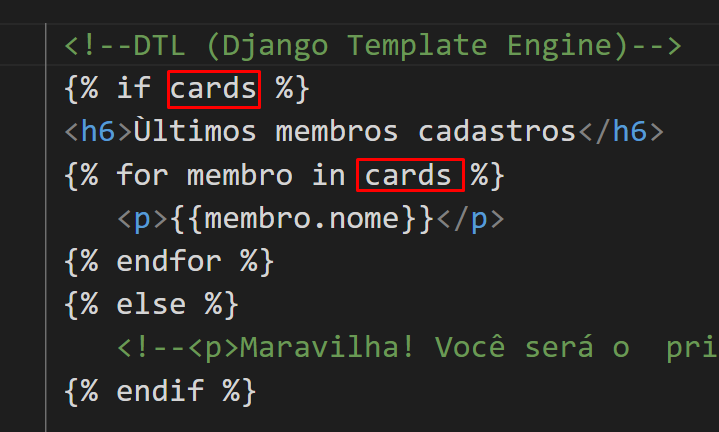 <!--DTL (Django Template Engine)-->
{% if cards %}
<h6>Ùltimos membros cadastros</h6>
{% for membro in cards %}
<p>{{membro.nome}}</p>
{% endfor %}
{% else %}
<!--<p>Maravilha! Você será o  pri
{% endif %}